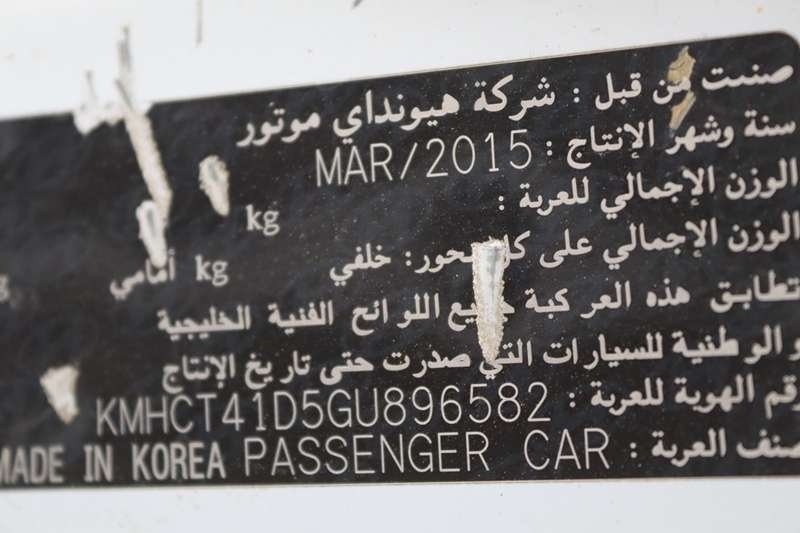 صنعت من قبل : شركة هيونداي موتور
سنة وشهر الإنتاج : MAR/2015
الوزن الإجمالي للعربة : kg
الوزن الإجمالي على كل محور: خلفي kg أمامي
تطابق هذه العر كبة جميع اللوائح الفنية الخليجية
والوطنية للسيارات التي صدرت حتى تاريخ الإنتاج
رقم الهوية للعربة : KMHCT41D5GU896582
صنف العربة : PASSENGER CAR MADE IN KOREA